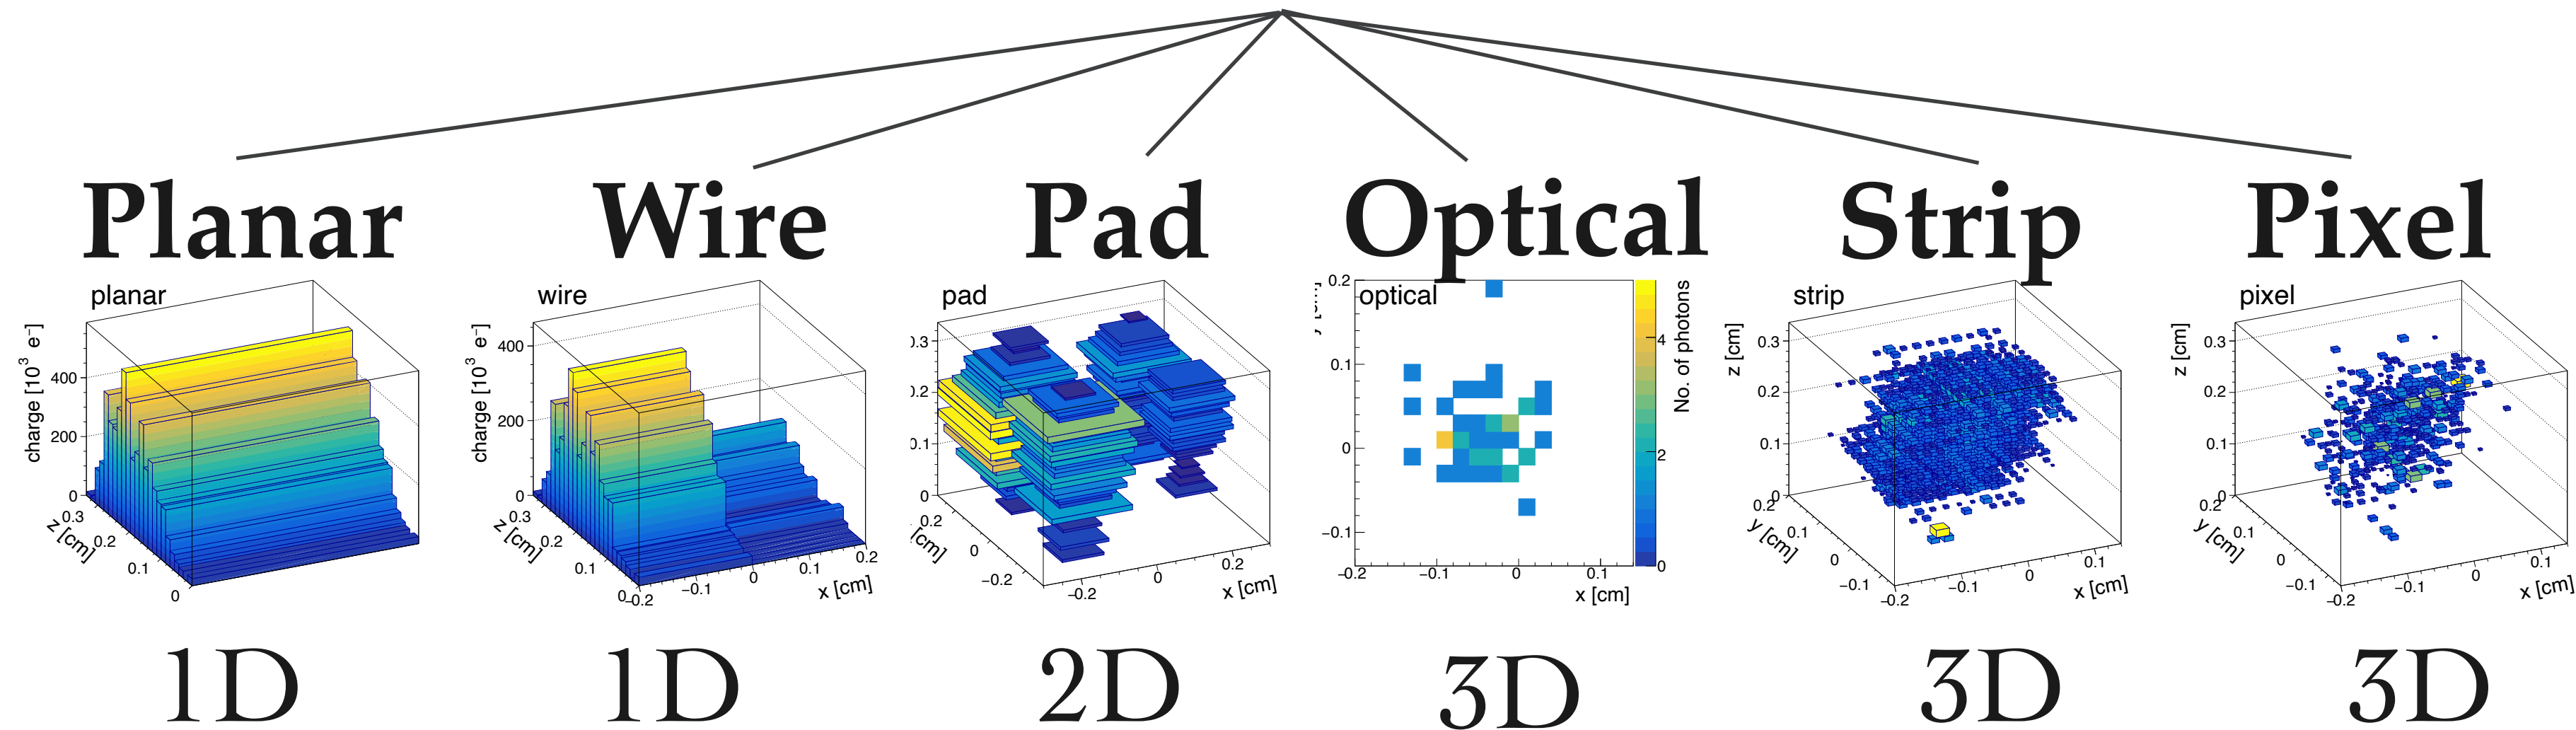 Planar
Wire
Pad
Optical
Strip
Pixel
planar
charge [10³ e⁻]
400
200
0
z [cm]
0.3
0.2
0.1
0
wire
charge [10³ e⁻]
400
200
0
z [cm]
0.3
0.2
0.1
0
−0.2
−0.1
0
0.1
0.2
x [cm]
pad
0.3
0.2
0.1
0
[cm]
0.2
0
−0.2
−0.2
0
0.2
x [cm]
optical
0.2
0.1
0
−0.1
−0.2
−0.1
0
0.1
x [cm]
No. of photons
4
2
0
strip
z [cm]
0.3
0.2
0.1
0
y [cm]
0.2
0.1
0
−0.1
−0.2
−0.1
0
0.1
x [cm]
pixel
z [cm]
0.3
0.2
0.1
0
y [cm]
0.2
0.1
0
−0.1
−0.2
−0.1
0
0.1
x [cm]
1D
1D
2D
3D
3D
3D